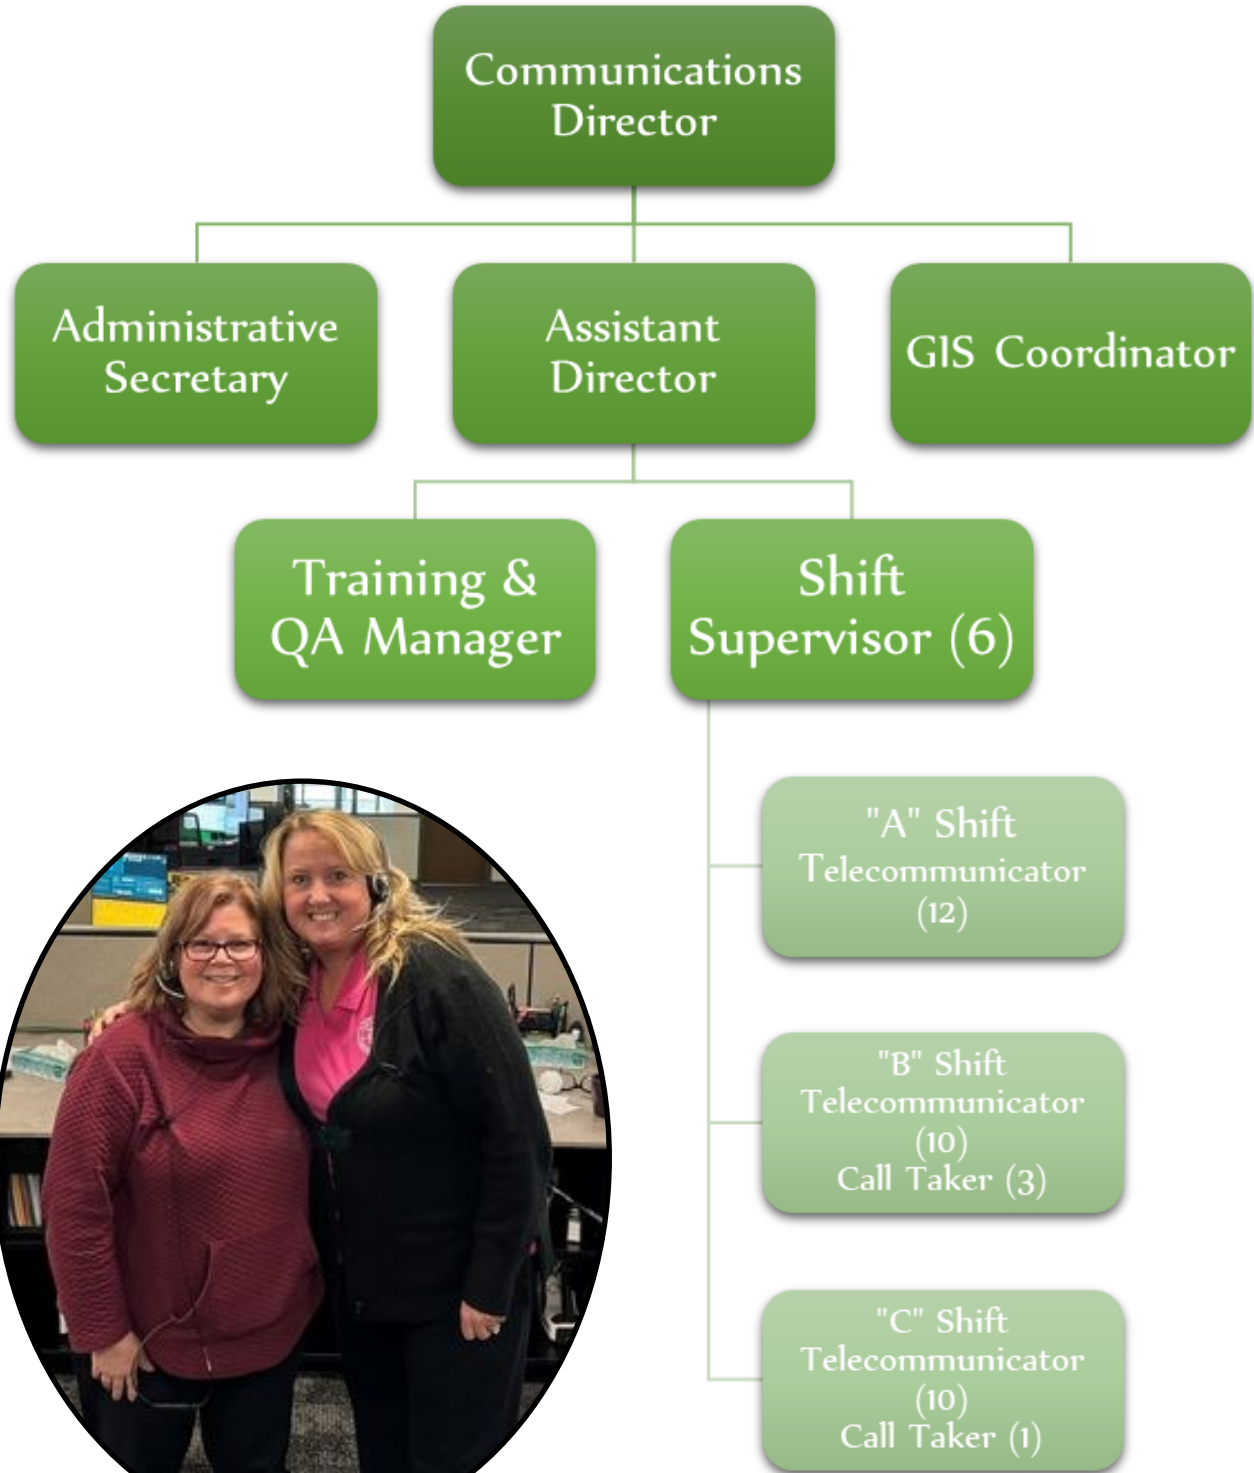 Communications
Director
Administrative
Secretary
Assistant
Director
GIS Coordinator
Training &
QA Manager
Shift
Supervisor (6)
"A" Shift
Telecommunicator
(12)
"B" Shift
Telecommunicator
(10)
Call Taker (3)
"C" Shift
Telecommunicator
(10)
Call Taker (1)